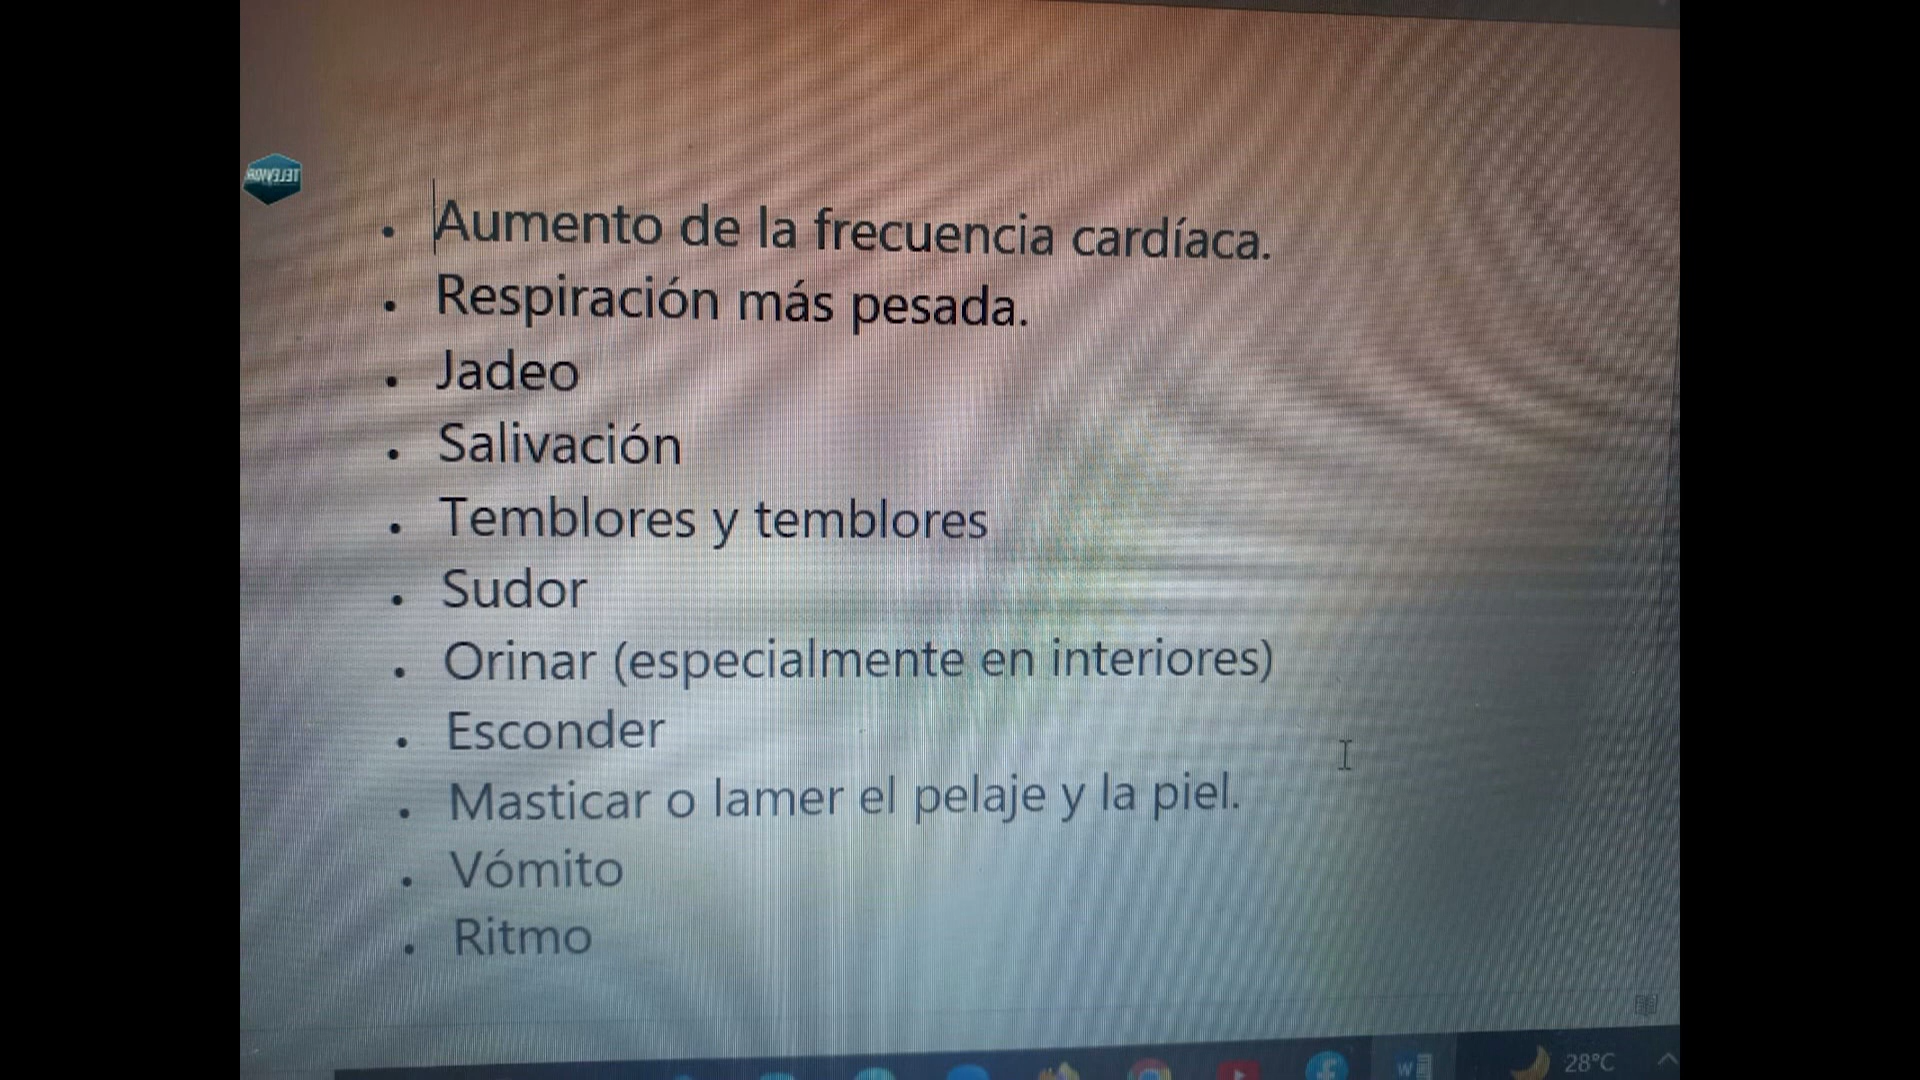 Aumento de la frecuencia cardíaca.
Respiración más pesada.
Jadeo
Salivación
Temblores y temblores
Sudor
Orinar (especialmente en interiores)
Esconder
Masticar o lamer el pelaje y la piel.
Vómito
Ritmo
28°C